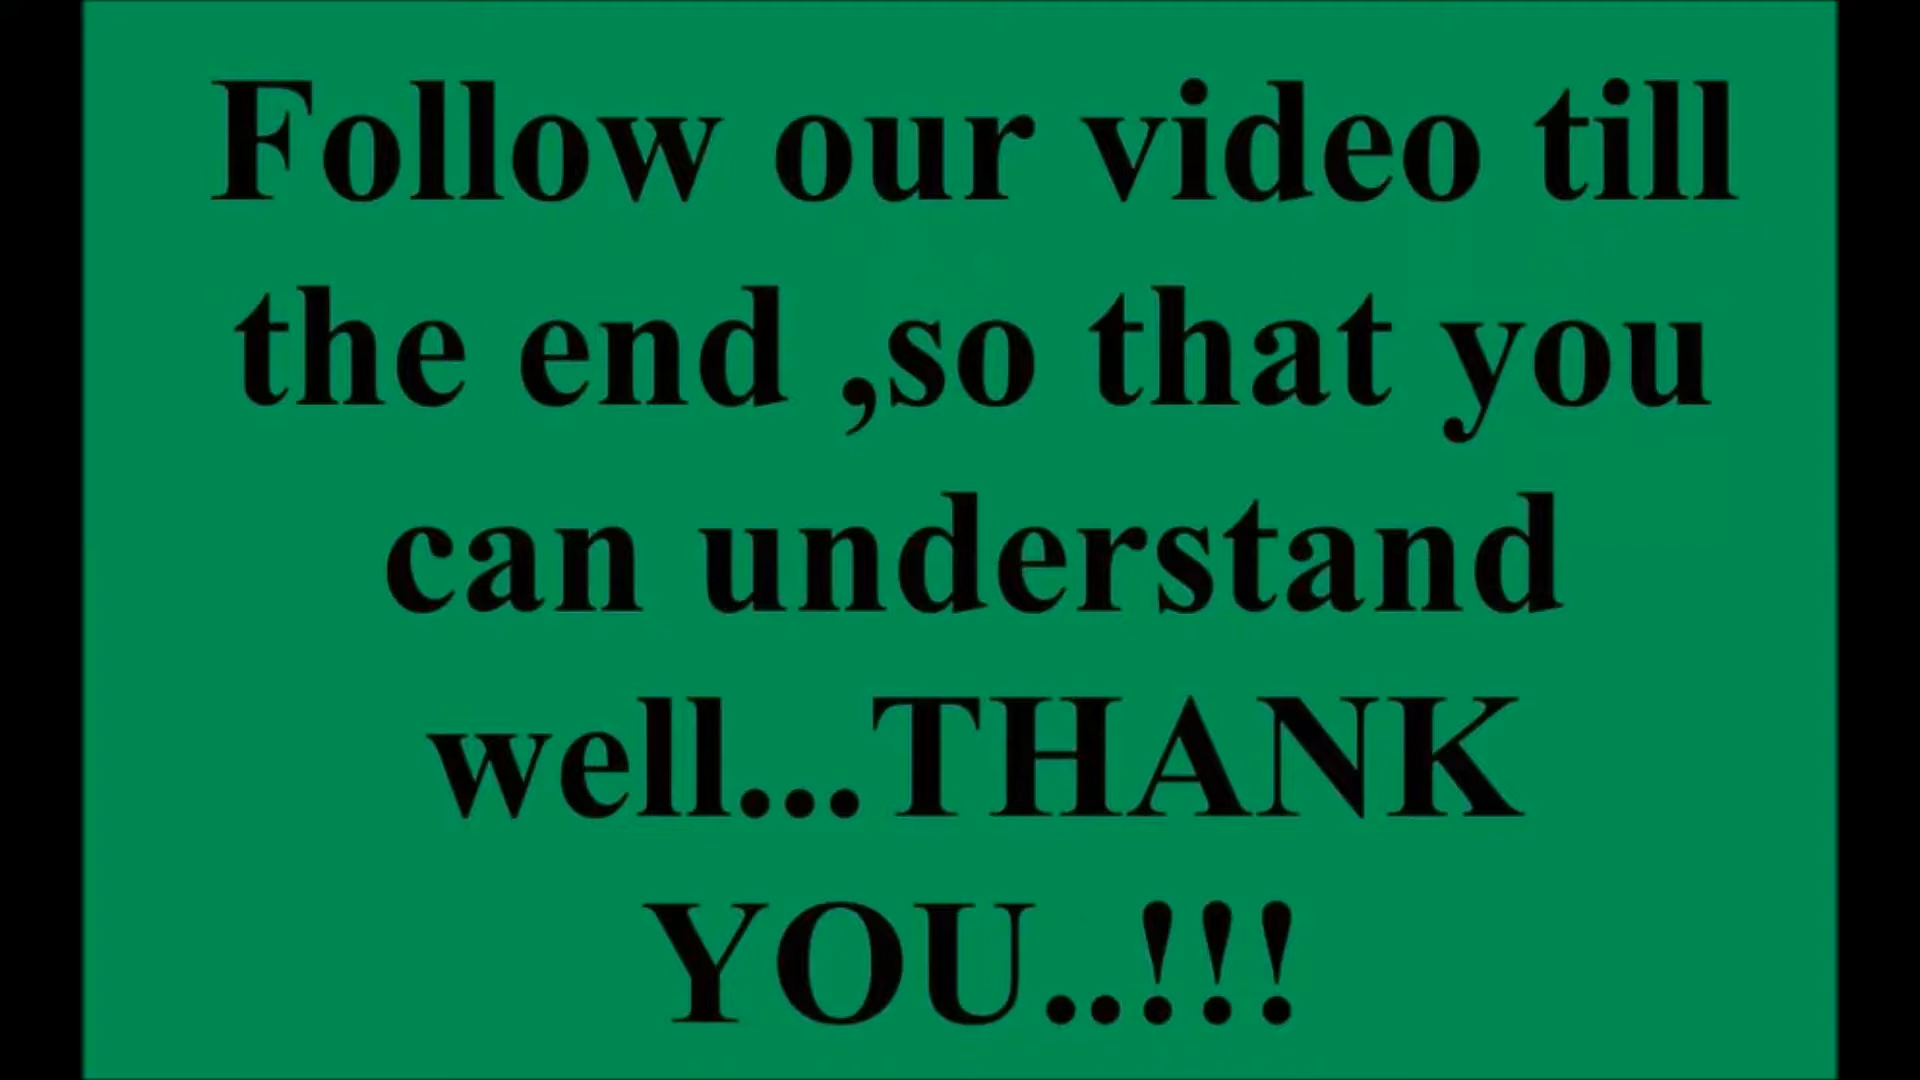 Follow our video till
the end ,so that you
can understand
well...THANK
YOU..!!!